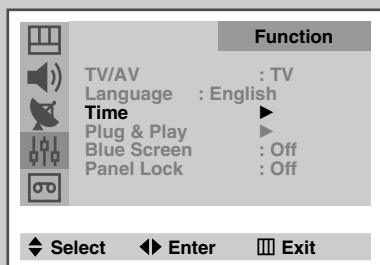 Function
TV/AV : TV
Language : English
Time ►
Plug & Play ►
Blue Screen : Off
Panel Lock : Off
Select Enter Exit